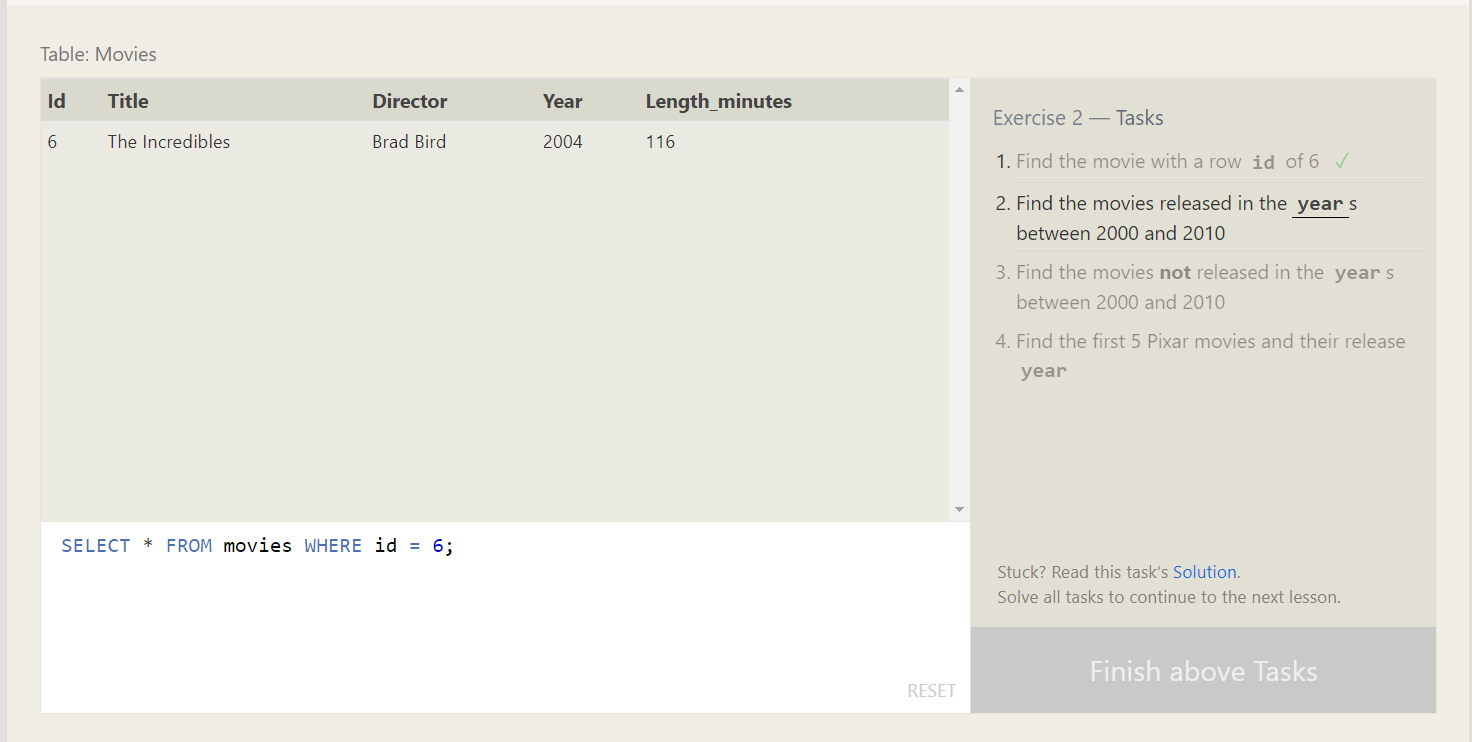 Table: Movies
Id Title Director Year Length_minutes
6 The Incredibles Brad Bird 2004 116
SELECT * FROM movies WHERE id = 6;
RESET
Exercise 2 — Tasks
1. Find the movie with a row id of 6 ✓
2. Find the movies released in the year s
between 2000 and 2010
3. Find the movies not released in the year s
between 2000 and 2010
4. Find the first 5 Pixar movies and their release
year
Stuck? Read this task's Solution.
Solve all tasks to continue to the next lesson.
Finish above Tasks